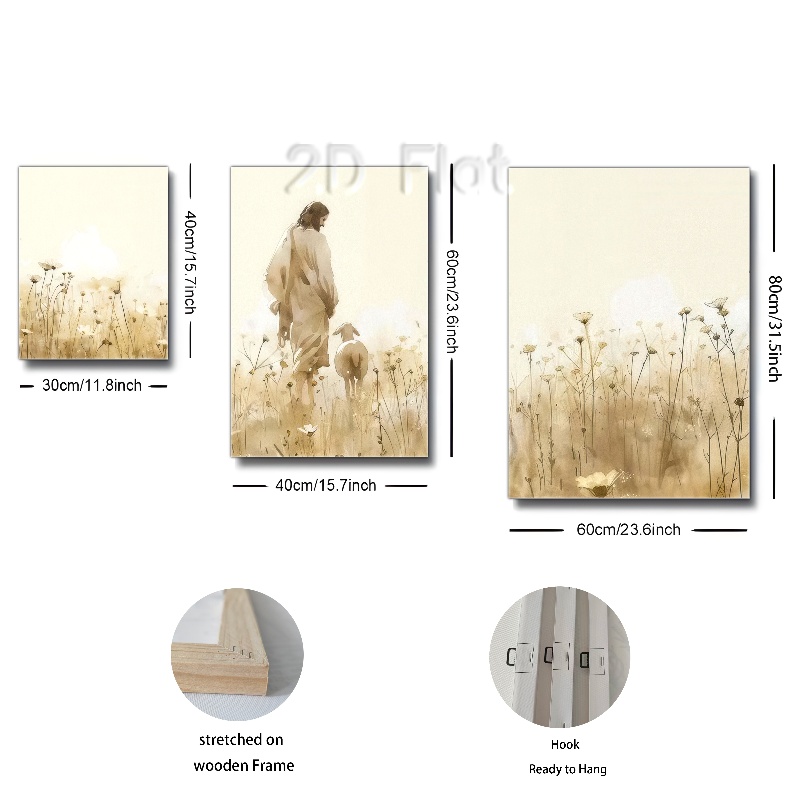 2D Flat
40cm/15.7inch
30cm/11.8inch
60cm/23.6inch
40cm/15.7inch
80cm/31.5inch
60cm/23.6inch
stretched on
wooden Frame
Hook
Ready to Hang